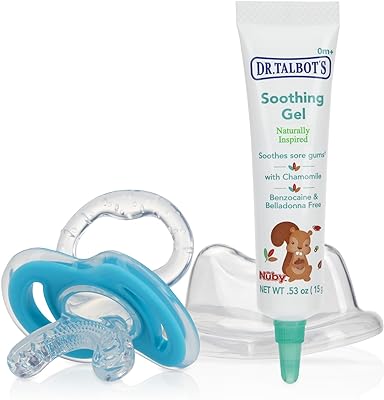 0m+
DR.TALBOT'S
Soothing
Gel
Naturally
Inspired
Soothes sore gums*
with Chamomile
Benzocaine &
Belladonna Free
Nûby
NET WT .53 oz (15g)